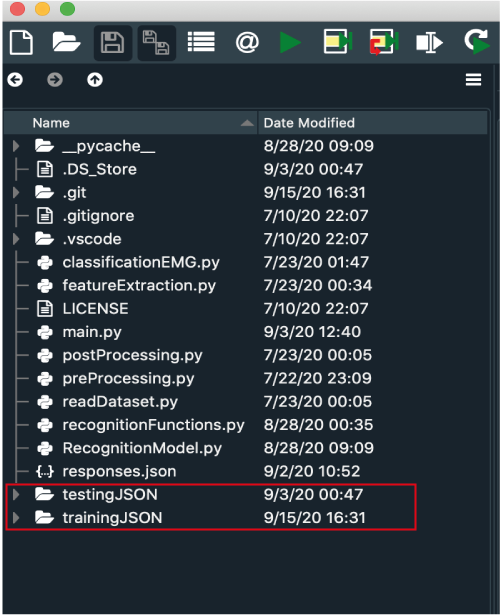 Name Date Modified
__pycache__ 8/28/20 09:09
.DS_Store 9/3/20 00:47
.git 9/15/20 16:31
.gitignore 7/10/20 22:07
.vscode 7/10/20 22:07
classificationEMG.py 7/23/20 01:47
featureExtraction.py 7/23/20 00:34
LICENSE 7/10/20 22:07
main.py 9/3/20 12:40
postProcessing.py 7/23/20 00:05
preProcessing.py 7/22/20 23:09
readDataset.py 7/23/20 00:05
recognitionFunctions.py 8/28/20 00:35
RecognitionModel.py 8/28/20 09:09
{..} responses.json 9/2/20 10:52
testingJSON 9/3/20 00:47
trainingJSON 9/15/20 16:31